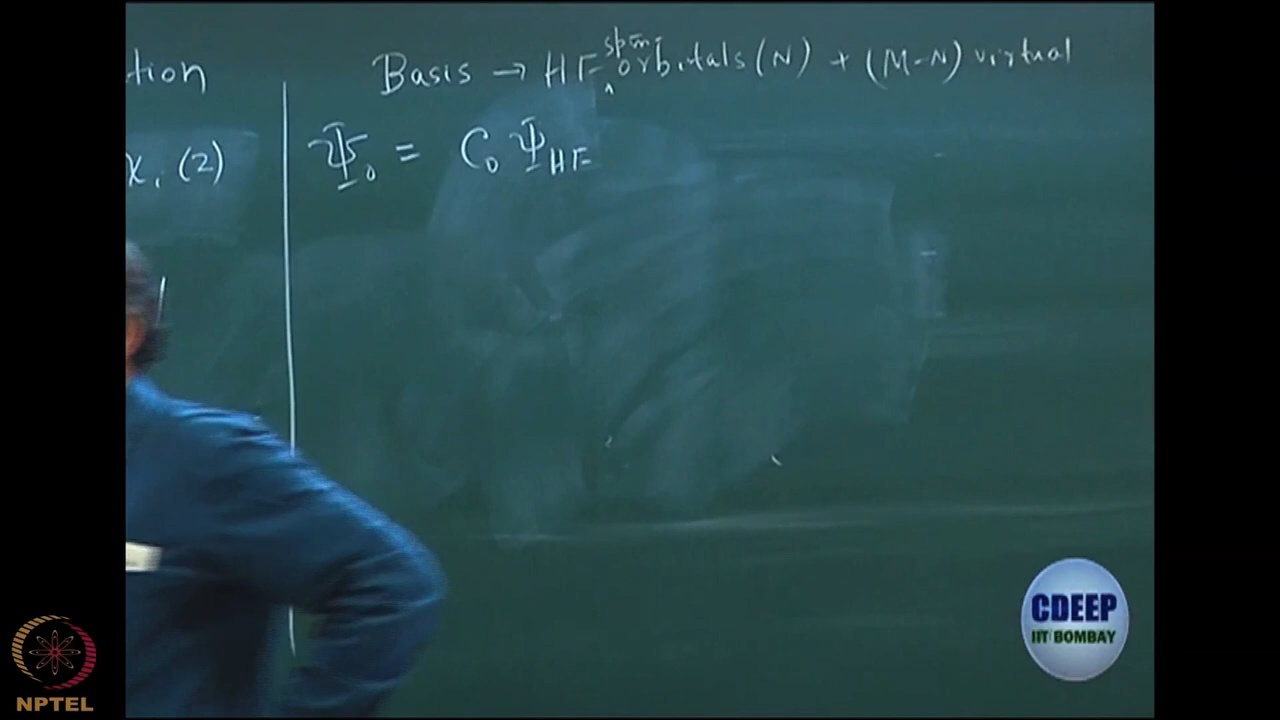 tion
χ, (2)
Basis → HF spin orbitals (N) + (M-N) virtual
Ψ₀ = C₀ Ψ_HF
CDEEP
IIT BOMBAY
NPTEL